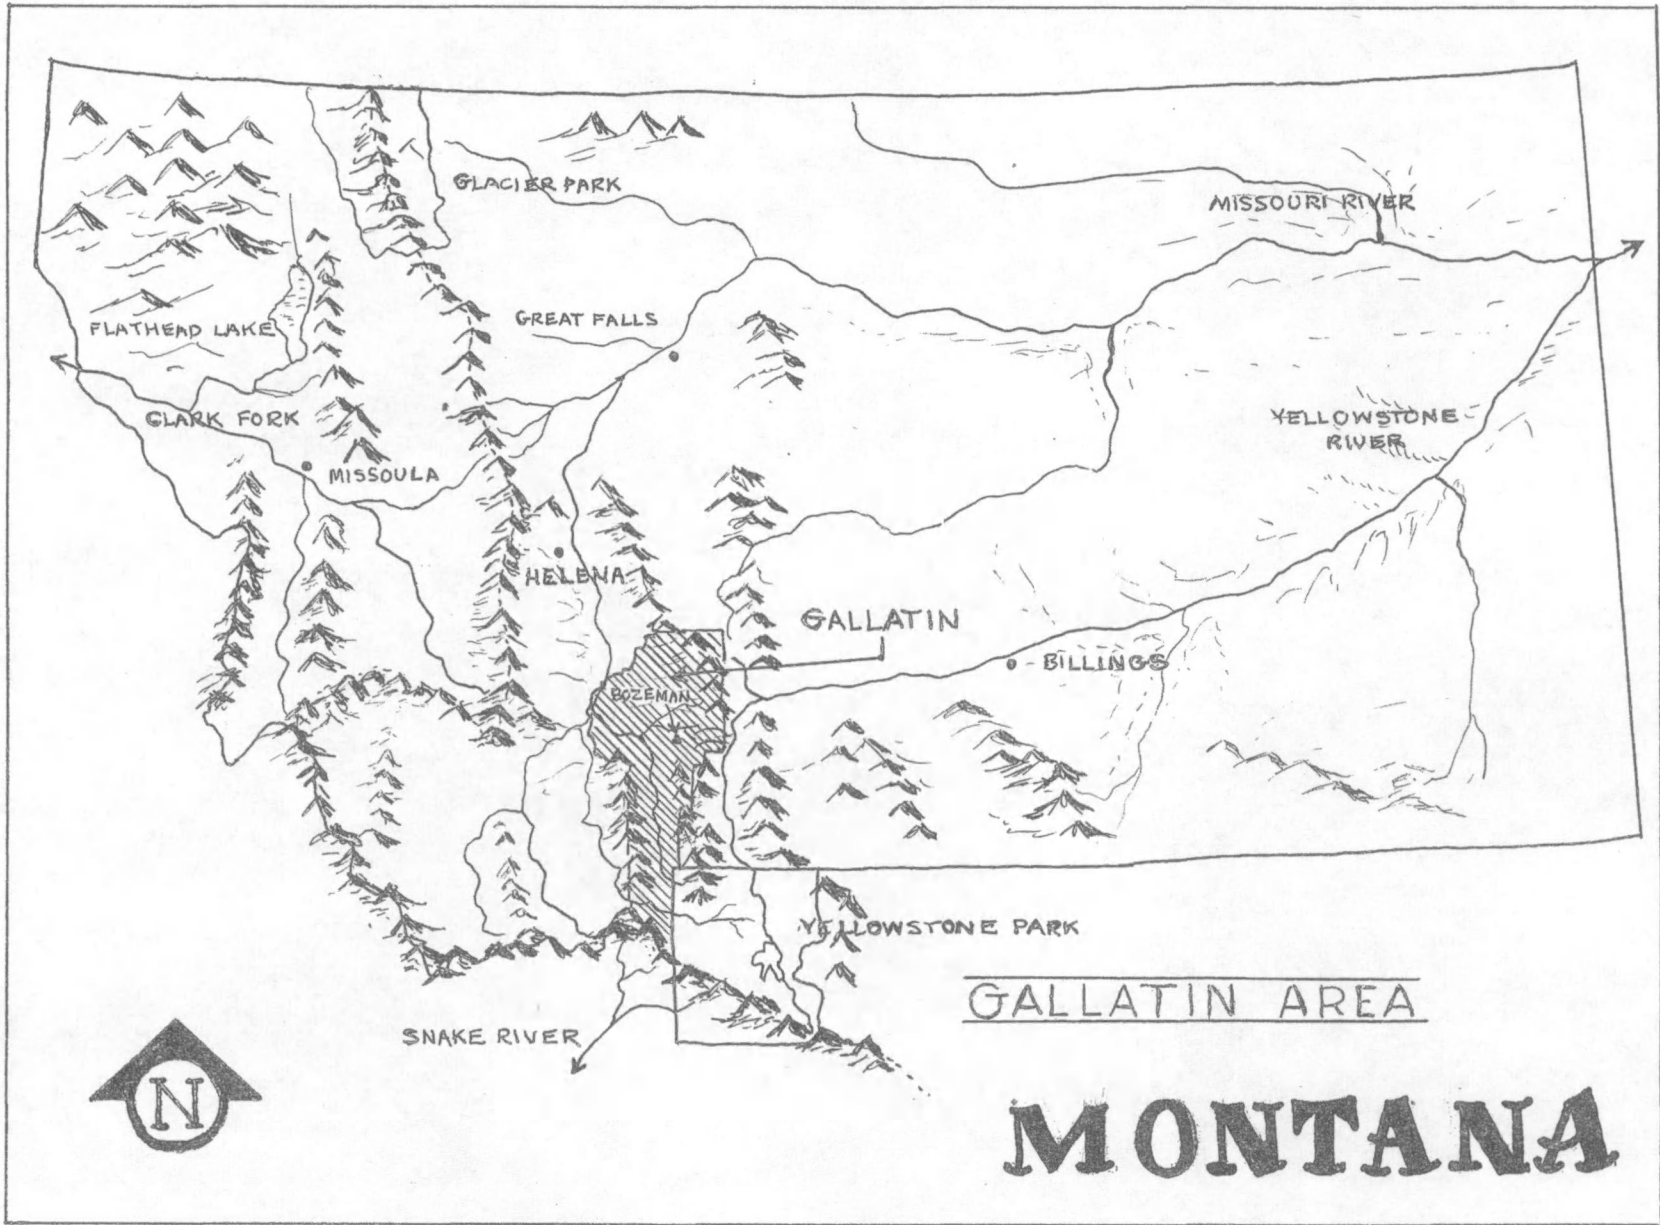 GLACIER PARK
MISSOURI RIVER
FLATHEAD LAKE
GREAT FALLS
CLARK FORK
YELLOWSTONE
RIVER
MISSOULA
HELENA
GALLATIN
BILLINGS
BOZEMAN
YELLOWSTONE PARK
GALLATIN AREA
SNAKE RIVER
N
MONTANA